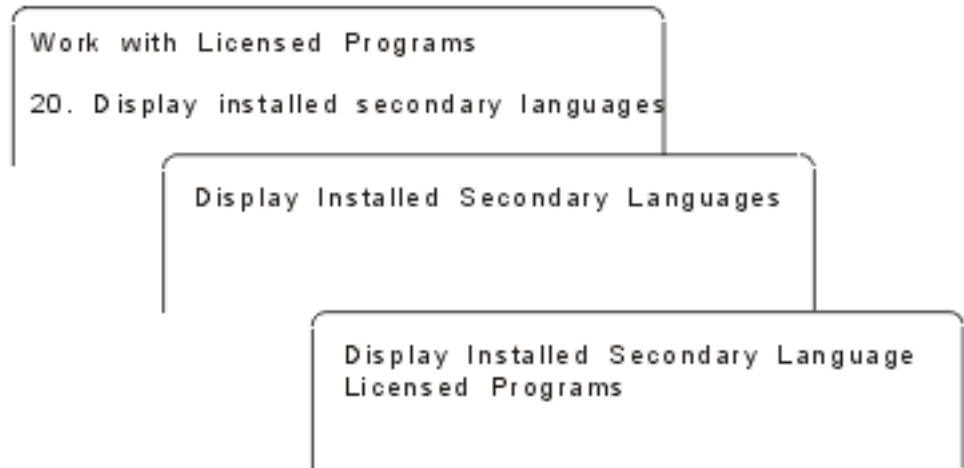 Work with Licensed Programs
20. Display installed secondary languages
Display Installed Secondary Languages
Display Installed Secondary Language
Licensed Programs